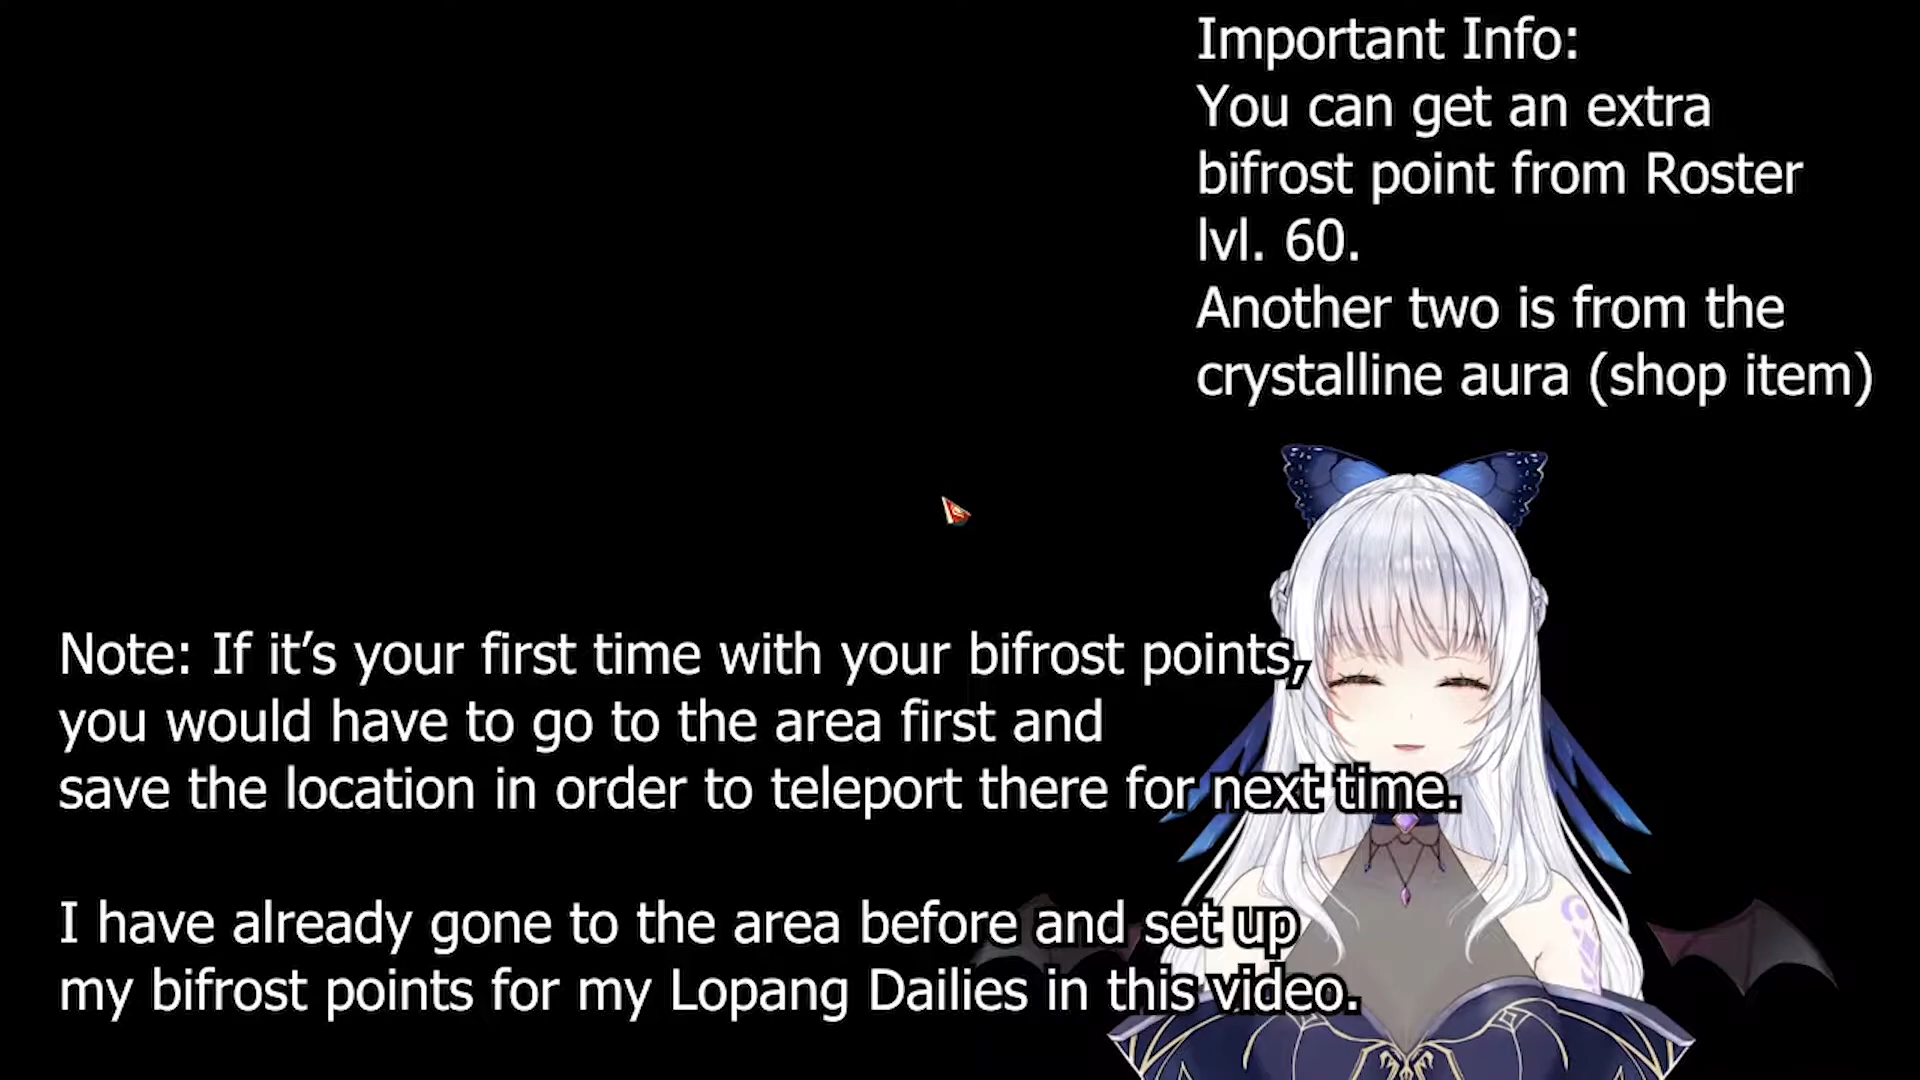 Important Info:
You can get an extra
bifrost point from Roster
lvl. 60.
Another two is from the
crystalline aura (shop item)
Note: If it’s your first time with your bifrost points,
you would have to go to the area first and
save the location in order to teleport there for next time.
I have already gone to the area before and set up
my bifrost points for my Lopang Dailies in this video.